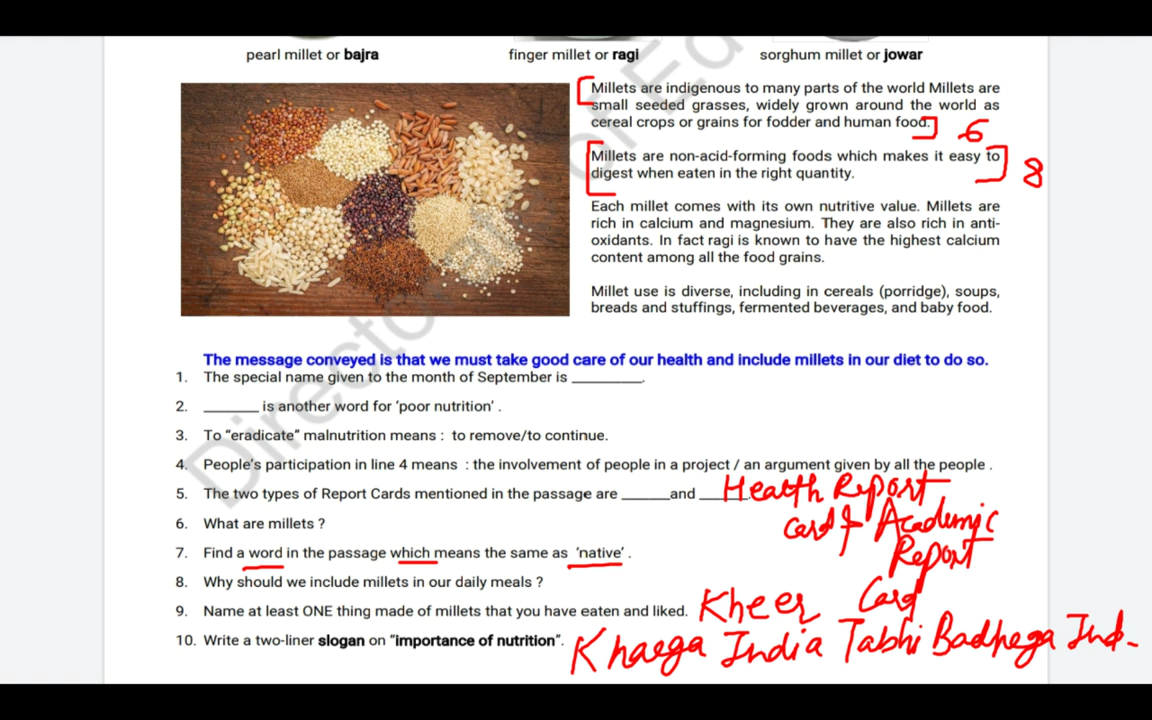 pearl millet or bajra
finger millet or ragi
sorghum millet or jowar
Millets are indigenous to many parts of the world Millets are
small seeded grasses, widely grown around the world as
cereal crops or grains for fodder and human food.
6
Millets are non-acid-forming foods which makes it easy to
digest when eaten in the right quantity.
8
Each millet comes with its own nutritive value. Millets are
rich in calcium and magnesium. They are also rich in anti-
oxidants. In fact ragi is known to have the highest calcium
content among all the food grains.
Millet use is diverse, including in cereals (porridge), soups,
breads and stuffings, fermented beverages, and baby food.
The message conveyed is that we must take good care of our health and include millets in our diet to do so.
1. The special name given to the month of September is _________.
2. _______ is another word for ‘poor nutrition’ .
3. To “eradicate” malnutrition means : to remove/to continue.
4. People’s participation in line 4 means : the involvement of people in a project / an argument given by all the people .
5. The two types of Report Cards mentioned in the passage are ______and ______.
Health Report
Card & Academic
Report
Card
6. What are millets ?
7. Find a word in the passage which means the same as ‘native’ .
8. Why should we include millets in our daily meals ?
9. Name at least ONE thing made of millets that you have eaten and liked.
Kheer
10. Write a two-liner slogan on “importance of nutrition”.
Khaega India Tabhi Badhega Ind-
Director of Ed